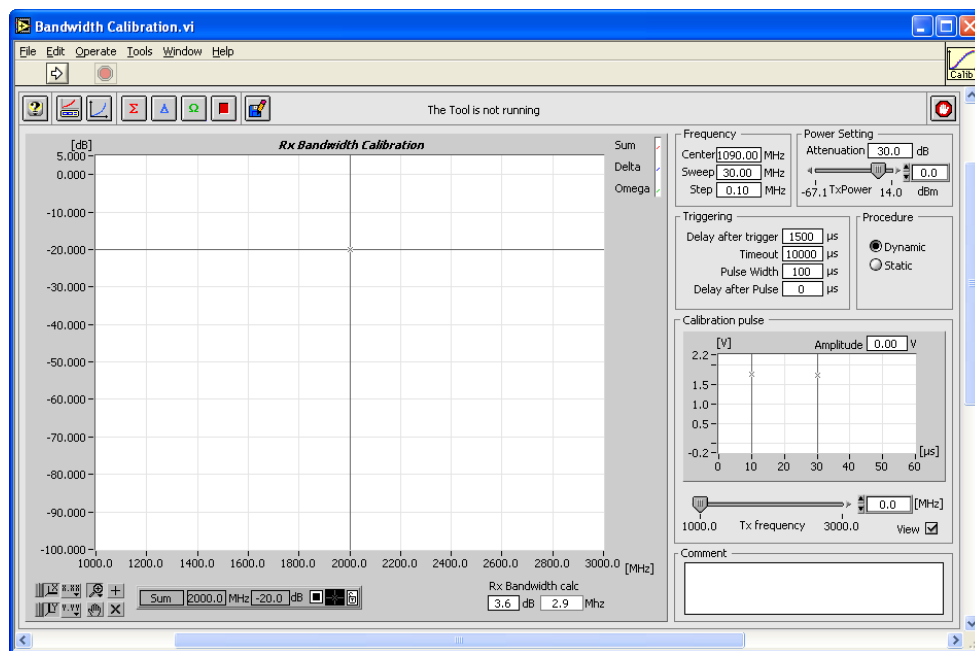 Bandwidth Calibration.vi
File Edit Operate Tools Window Help
Calib
Σ Δ Ω
The Tool is not running
[dB]
Rx Bandwidth Calibration
Sum
Delta
Omega
5.000
0.000
-10.000
-20.000
-30.000
-40.000
-50.000
-60.000
-70.000
-80.000
-90.000
-100.000
1000.0 1200.0 1400.0 1600.0 1800.0 2000.0 2200.0 2400.0 2600.0 2800.0 3000.0 [MHz]
Sum 2000.0 MHz -20.0 dB
Rx Bandwidth calc
3.6 dB 2.9 Mhz
Frequency
Center 1090.00 MHz
Sweep 30.00 MHz
Step 0.10 MHz
Power Setting
Attenuation 30.0 dB
0.0
-67.1 TxPower 14.0 dBm
Triggering
Delay after trigger 1500 µs
Timeout 10000 µs
Pulse Width 100 µs
Delay after Pulse 0 µs
Procedure
Dynamic
Static
Calibration pulse
[V]
Amplitude 0.00 V
2.2
1.5
1.0
0.5
-0.2
0 10 20 30 40 50 60
[µs]
0.0 [MHz]
1000.0 Tx frequency 3000.0
View
Comment